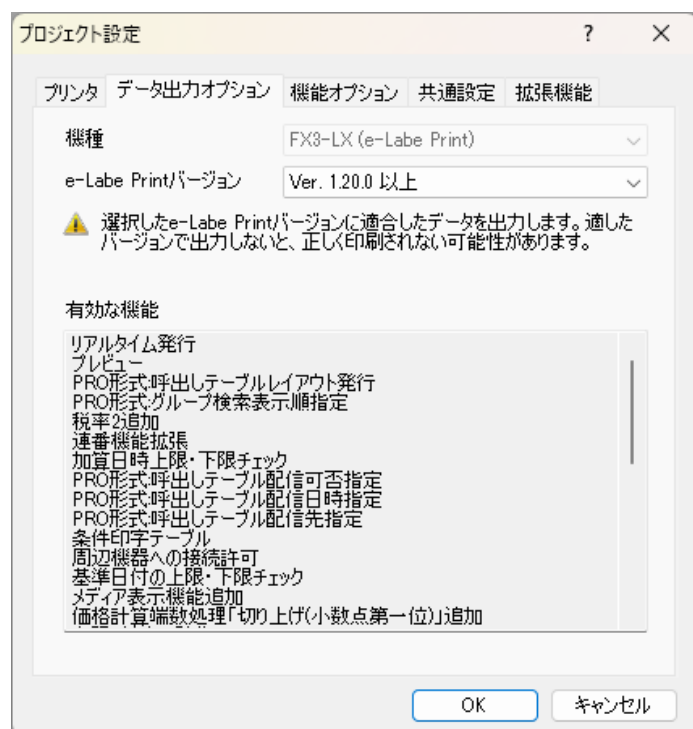 プロジェクト設定
?
プリンタ データ出力オプション 機能オプション 共通設定 拡張機能
機種 FX3-LX (e-Labe Print)
e-Labe Printバージョン Ver. 1.20.0 以上
選択したe-Labe Printバージョンに適合したデータを出力します。適した
バージョンで出力しないと、正しく印刷されない可能性があります。
有効な機能
リアルタイム発行
プレビュー
PRO形式:呼出しテーブルレイアウト発行
PRO形式:グループ検索表示順指定
税率2追加
連番機能拡張
加算日時上限・下限チェック
PRO形式:呼出しテーブル配信可否指定
PRO形式:呼出しテーブル配信日時指定
PRO形式:呼出しテーブル配信先指定
条件印字テーブル
周辺機器への接続許可
基準日付の上限・下限チェック
メディア表示機能追加
価格計算端数処理「切り上げ(小数点第一位)」追加
OK キャンセル